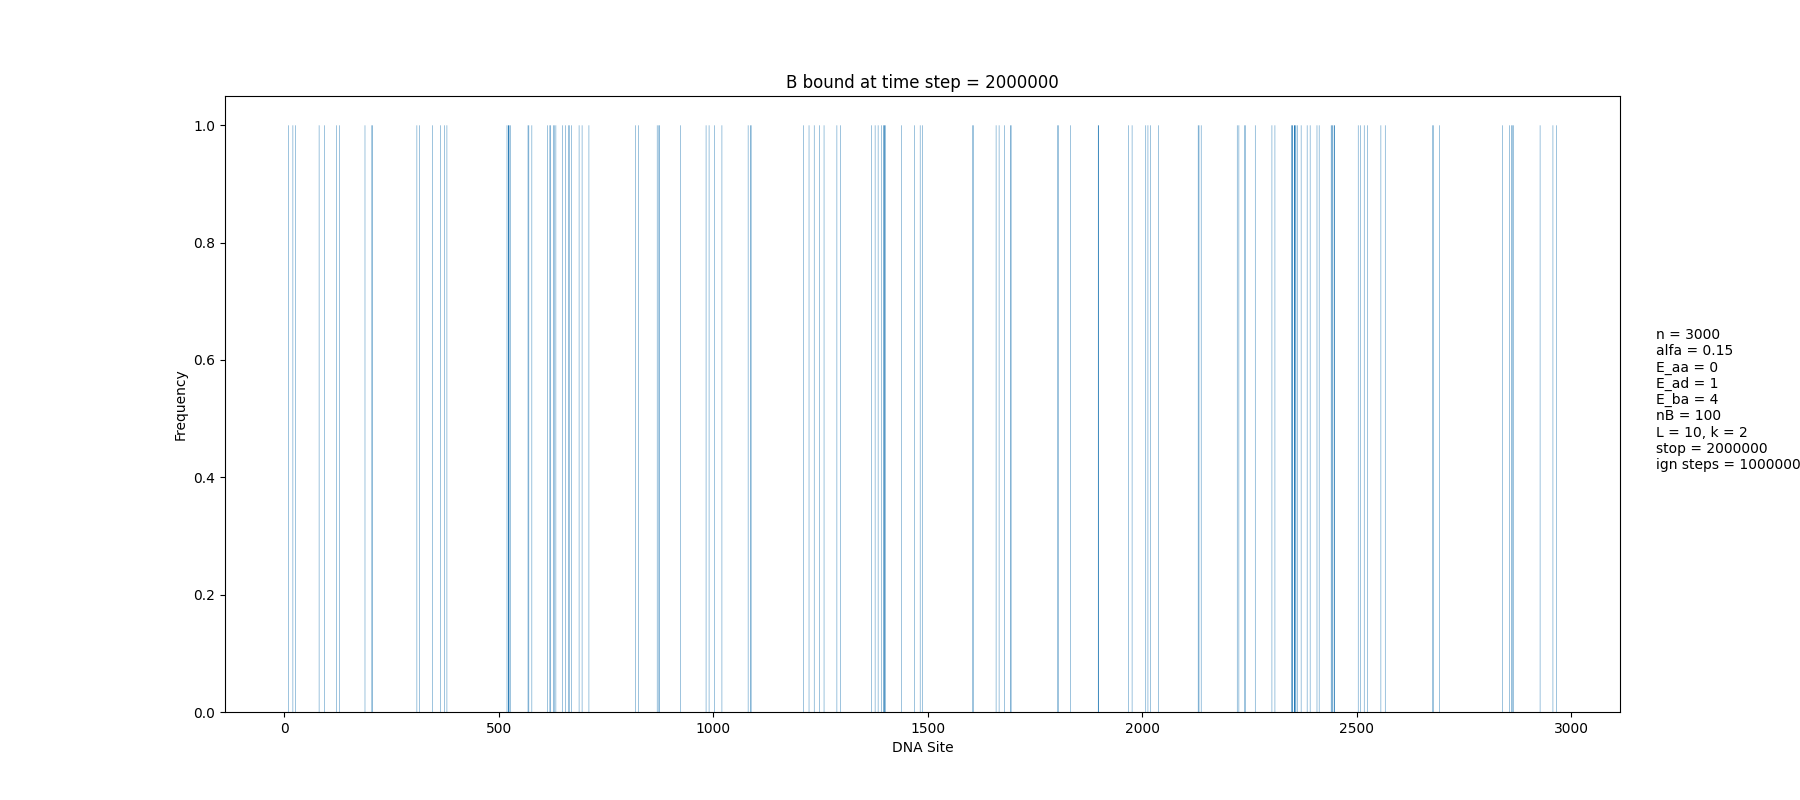 B bound at time step = 2000000
1.0
0.8
0.6
0.4
0.2
0.0
Frequency
0 500 1000 1500 2000 2500 3000
DNA Site
n = 3000
alfa = 0.15
E_aa = 0
E_ad = 1
E_ba = 4
nB = 100
L = 10, k = 2
stop = 2000000
ign steps = 1000000